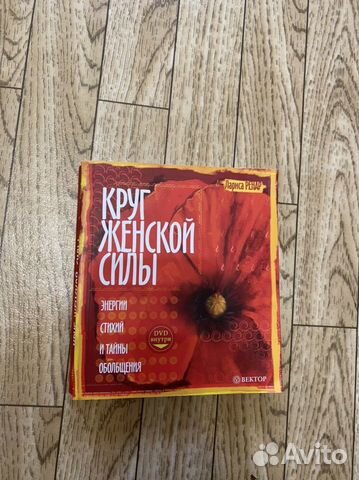 Лариса РЕНАР
КРУГ
ЖЕНСКОЙ
СИЛЫ
ЭНЕРГИИ
СТИХИЙ
И ТАЙНЫ
ОБОЛЬЩЕНИЯ
DVD
внутри
ВЕКТОР
Avito